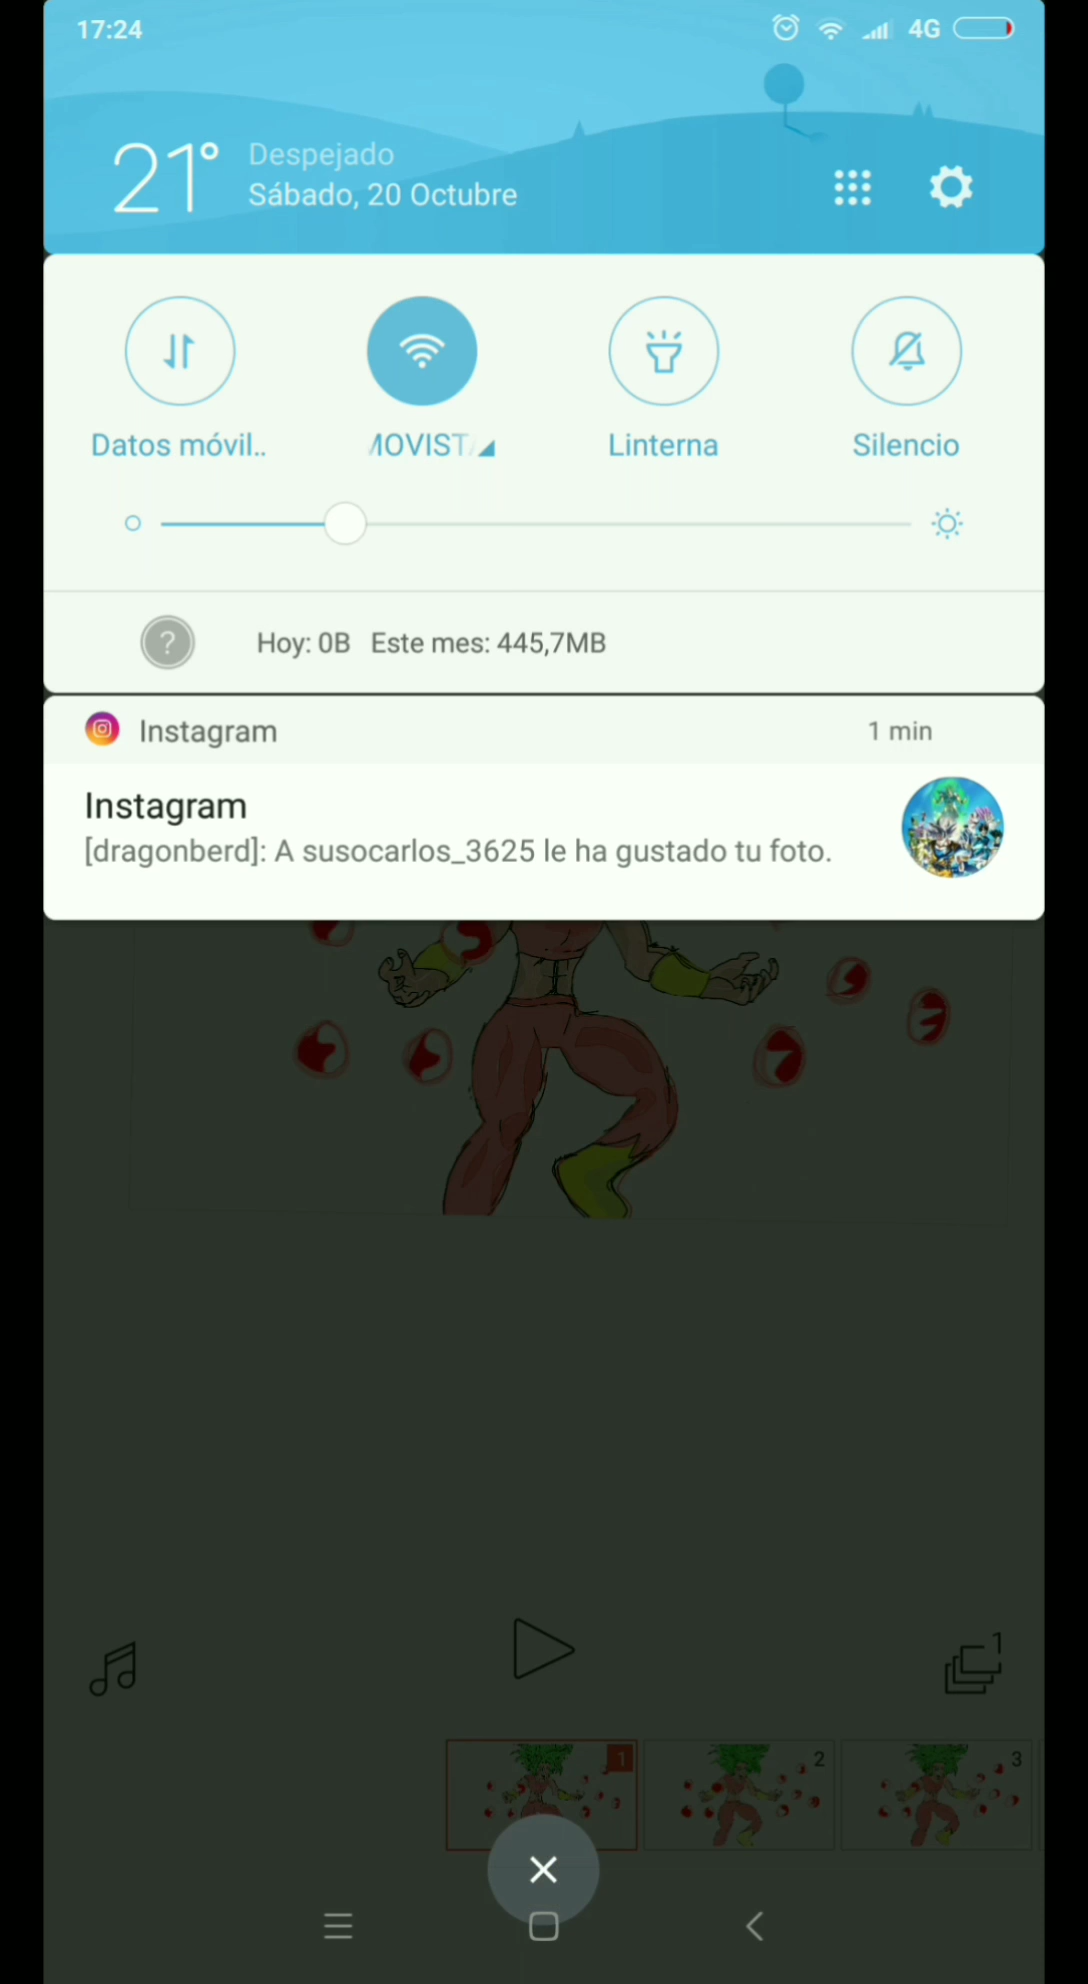 17:24
4G
21°
Despejado
Sábado, 20 Octubre
Datos móvil..
MOVIST
Linterna
Silencio
?
Hoy: 0B Este mes: 445,7MB
Instagram
1 min
Instagram
[dragonberd]: A susocarlos_3625 le ha gustado tu foto.
1
1
2
3